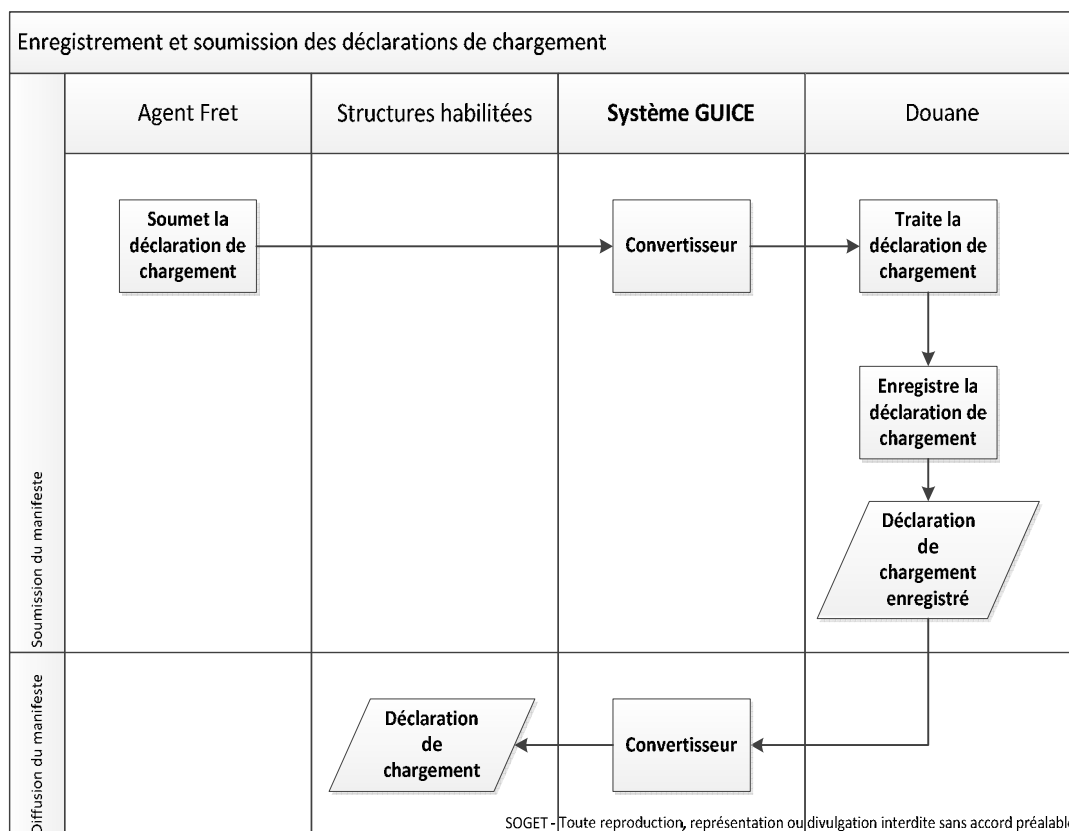 Enregistrement et soumission des déclarations de chargement
Agent Fret
Structures habilitées
Système GUICE
Douane
Soumission du manifeste
Soumet la
déclaration de
chargement
Convertisseur
Traite la
déclaration de
chargement
Enregistre la
déclaration de
chargement
Déclaration
de
chargement
enregistré
Diffusion du manifeste
Déclaration
de
chargement
Convertisseur
SOGET - Toute reproduction, représentation ou divulgation interdite sans accord préalable